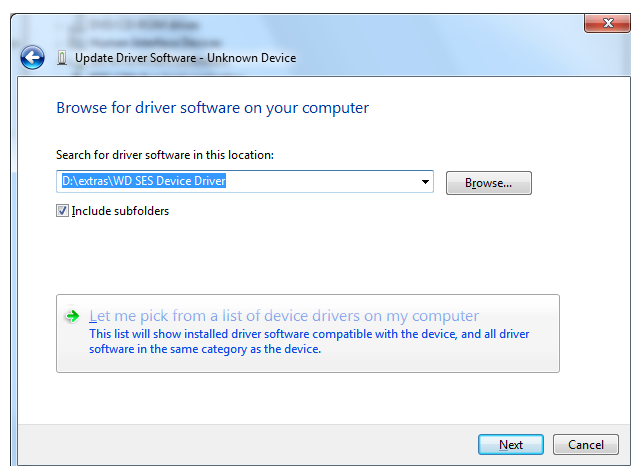 Update Driver Software - Unknown Device
Browse for driver software on your computer
Search for driver software in this location:
D:\extras\WD SES Device Driver
Browse...
Include subfolders
Let me pick from a list of device drivers on my computer
This list will show installed driver software compatible with the device, and all driver
software in the same category as the device.
Next
Cancel